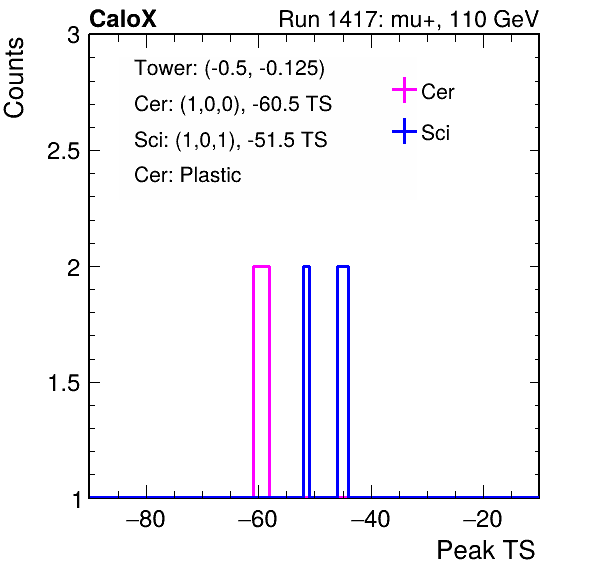 CaloX Run 1417: mu+, 110 GeV
Counts
3
2.5
2
1.5
1
Tower: (-0.5, -0.125)
Cer: (1,0,0), -60.5 TS
Sci: (1,0,1), -51.5 TS
Cer: Plastic
Cer
Sci
−80 −60 −40 −20
Peak TS